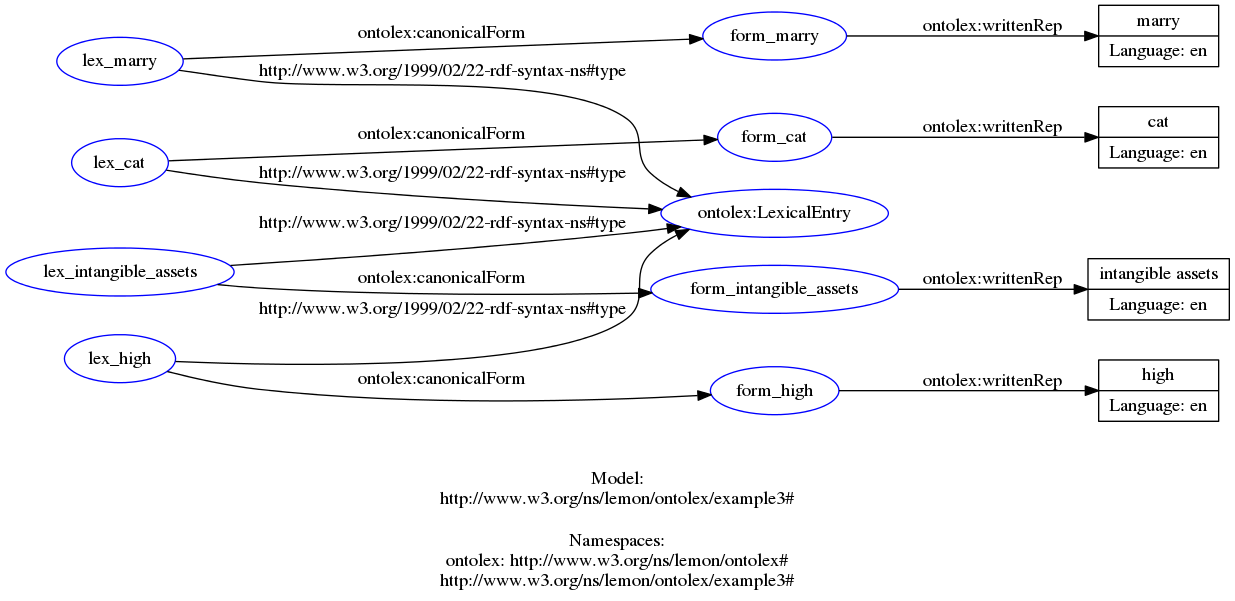 lex_marry
ontolex:canonicalForm
form_marry
ontolex:writtenRep
marry
Language: en
http://www.w3.org/1999/02/22-rdf-syntax-ns#type
lex_cat
ontolex:canonicalForm
form_cat
ontolex:writtenRep
cat
Language: en
http://www.w3.org/1999/02/22-rdf-syntax-ns#type
ontolex:LexicalEntry
http://www.w3.org/1999/02/22-rdf-syntax-ns#type
lex_intangible_assets
ontolex:canonicalForm
form_intangible_assets
ontolex:writtenRep
intangible assets
Language: en
http://www.w3.org/1999/02/22-rdf-syntax-ns#type
lex_high
ontolex:canonicalForm
form_high
ontolex:writtenRep
high
Language: en
Model:
http://www.w3.org/ns/lemon/ontolex/example3#
Namespaces:
ontolex: http://www.w3.org/ns/lemon/ontolex#
http://www.w3.org/ns/lemon/ontolex/example3#